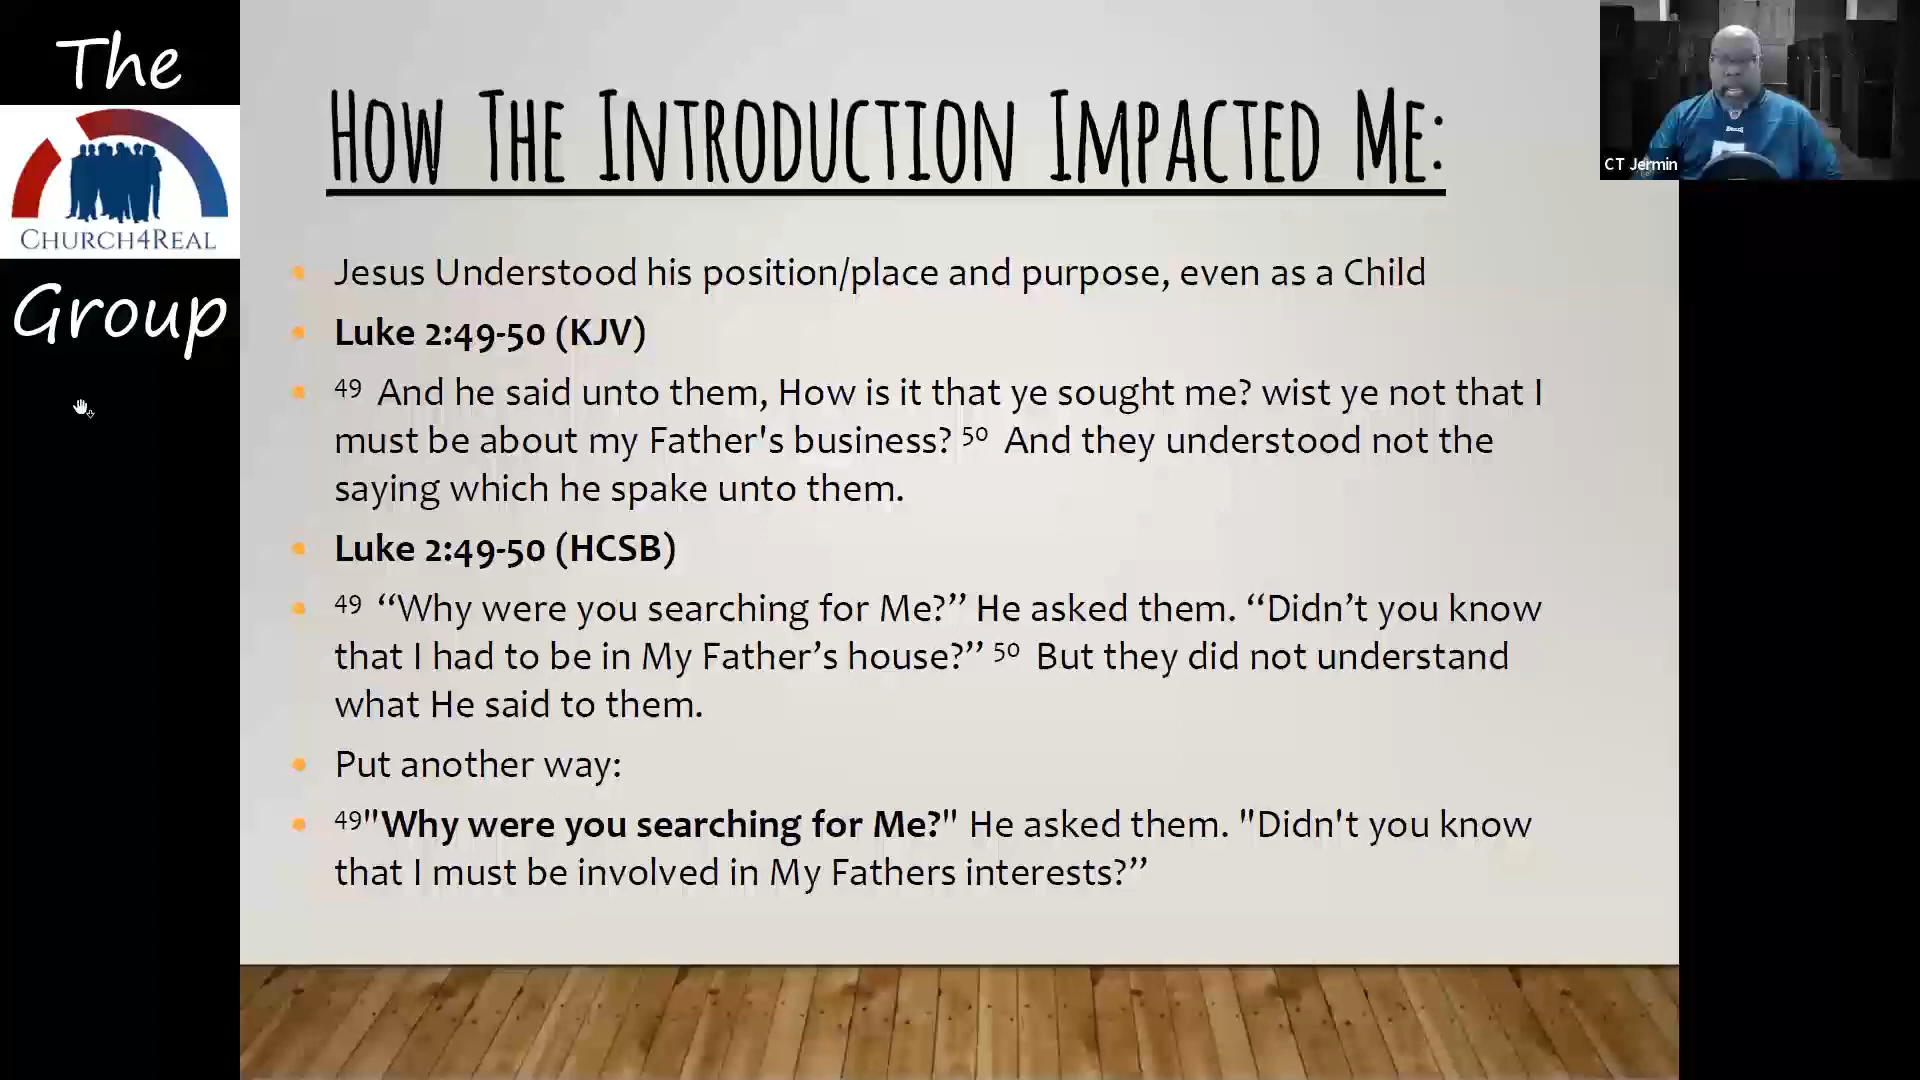 The
CHURCH4REAL
Group
How The Introduction Impacted Me:
CT Jermin
• Jesus Understood his position/place and purpose, even as a Child
• Luke 2:49-50 (KJV)
• 49 And he said unto them, How is it that ye sought me? wist ye not that I
must be about my Father's business? 50 And they understood not the
saying which he spake unto them.
• Luke 2:49-50 (HCSB)
• 49 “Why were you searching for Me?” He asked them. “Didn’t you know
that I had to be in My Father’s house?” 50 But they did not understand
what He said to them.
• Put another way:
• 49"Why were you searching for Me?" He asked them. "Didn't you know
that I must be involved in My Fathers interests?”